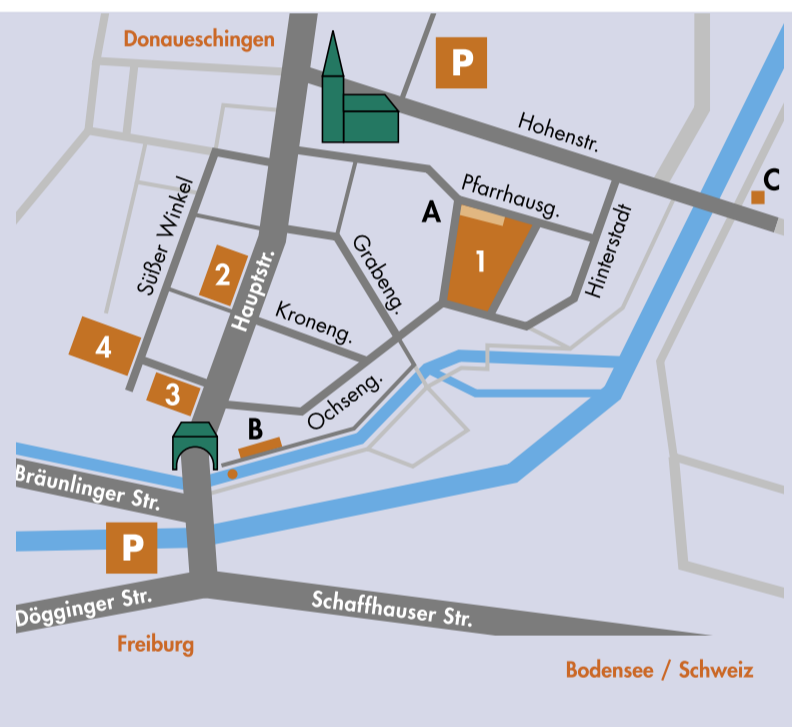 Donaueschingen
P
Hohenstr.
C
Pfarrhausg.
A
Süßer Winkel
Hinterstadt
1
2
Grabeng.
Hauptstr.
Kroneng.
4
3
Ochseng.
B
Bräunlinger Str.
P
Dögginger Str.
Schaffhauser Str.
Freiburg
Bodensee / Schweiz